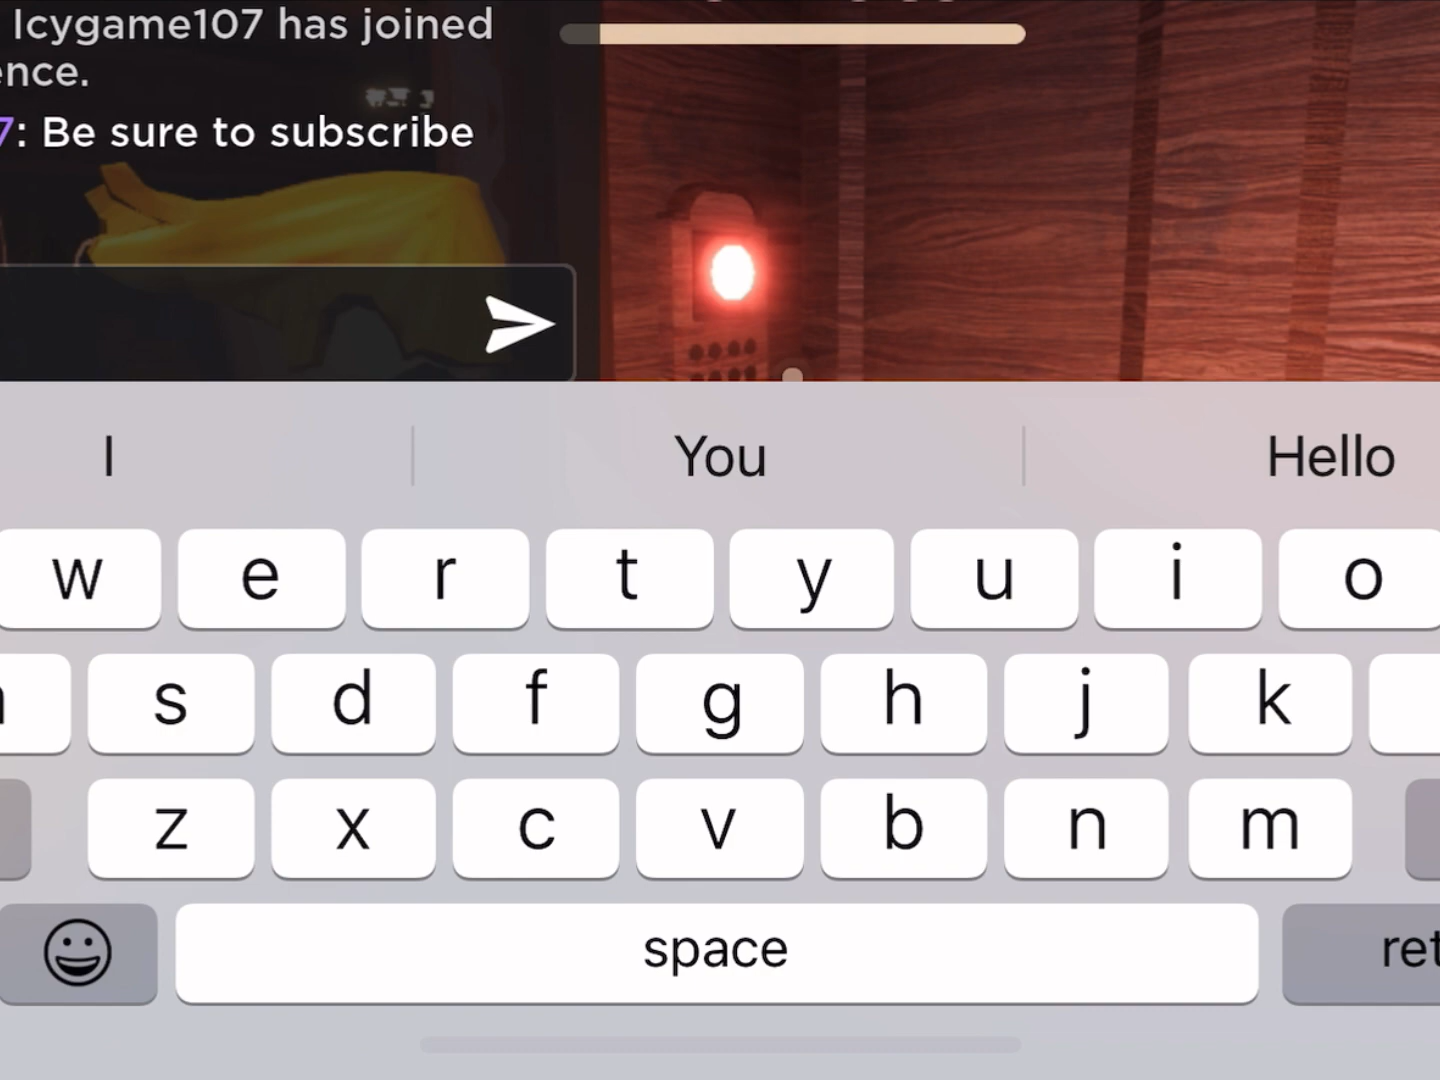 Icygame107 has joined
ence.
7: Be sure to subscribe
I You Hello
w e r t y u i o
s d f g h j k
z x c v b n m
space ret